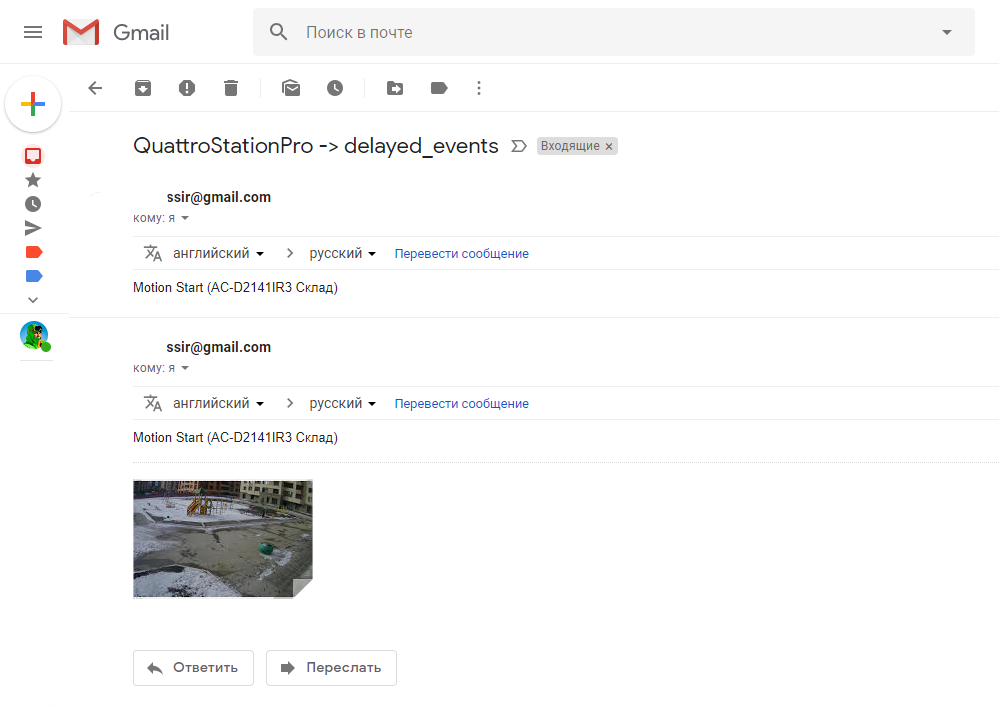 Gmail
Поиск в почте
QuattroStationPro -> delayed_events Входящие ×
ssir@gmail.com
кому: я
английский > русский Перевести сообщение
Motion Start (AC-D2141IR3 Склад)
ssir@gmail.com
кому: я
английский > русский Перевести сообщение
Motion Start (AC-D2141IR3 Склад)
Ответить Переслать